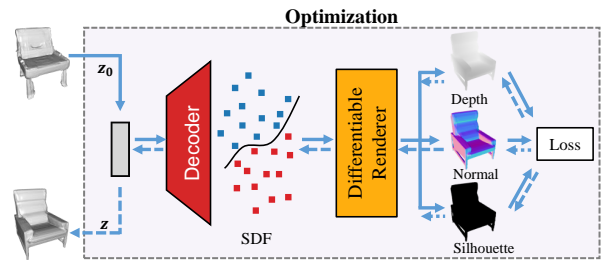 Optimization
z₀
Decoder
Differentiable
Renderer
Depth
Normal
Loss
z
SDF
Silhouette